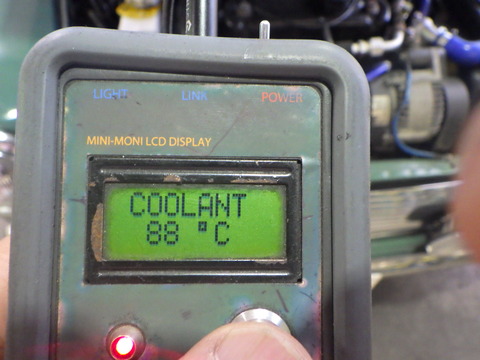 LIGHT LINK POWER
MINI-MONI LCD DISPLAY
COOLANT
88 °C